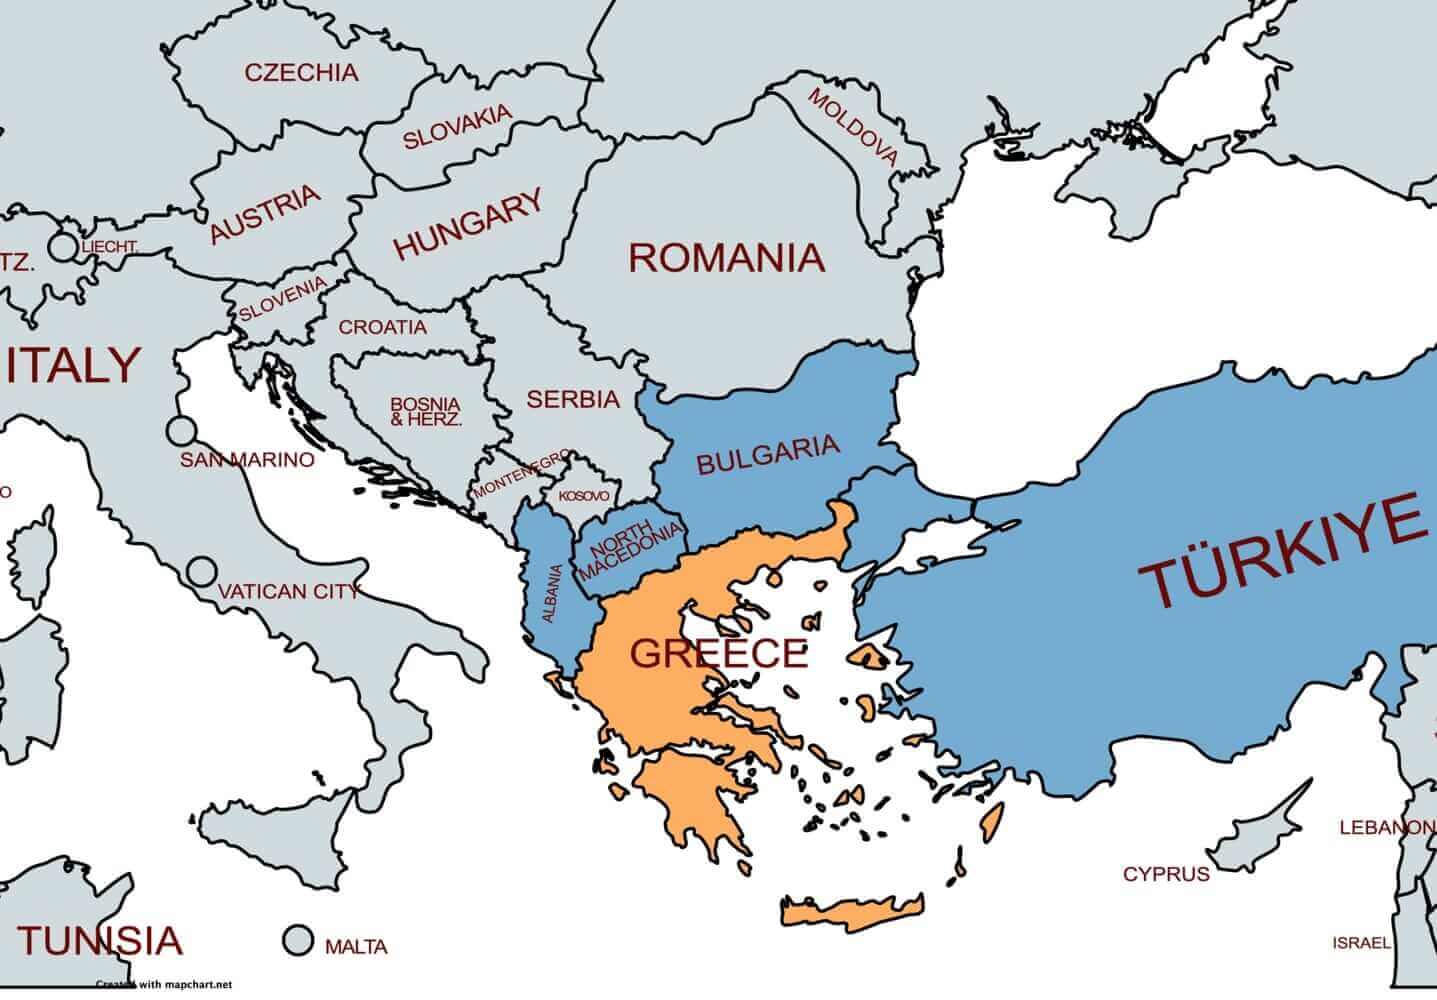 CZECHIA
SLOVAKIA
MOLDOVA
AUSTRIA
HUNGARY
LIECHT.
TZ.
ROMANIA
SLOVENIA
CROATIA
ITALY
BOSNIA
& HERZ.
SERBIA
BULGARIA
SAN MARINO
MONTENEGRO
KOSOVO
O
NORTH
MACEDONIA
TÜRKIYE
ALBANIA
VATICAN CITY
GREECE
LEBANON
CYPRUS
TUNISIA
MALTA
ISRAEL
Created with mapchart.net